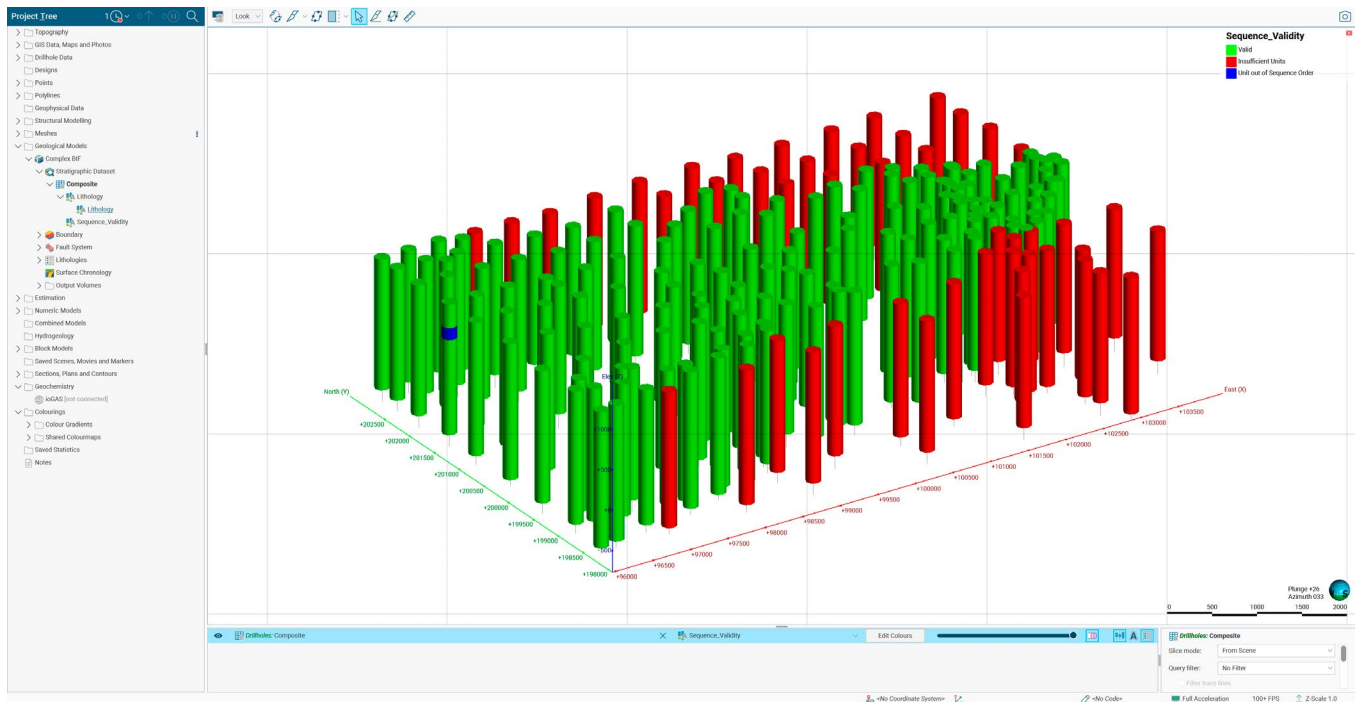 Project Tree
1
0
0
Look
Topography
GIS Data, Maps and Photos
Drillhole Data
Designs
Points
Polylines
Geophysical Data
Structural Modelling
Meshes
Geological Models
Complex BIF
Stratigraphic Dataset
Composite
Lithology
Lithology
Sequence_Validity
Boundary
Fault System
Lithologies
Surface Chronology
Output Volumes
Estimation
Numeric Models
Combined Models
Hydrogeology
Block Models
Saved Scenes, Movies and Markers
Sections, Plans and Contours
Geochemistry
ioGAS [not connected]
Colourings
Colour Gradients
Shared Colourmaps
Saved Statistics
Notes
Sequence_Validity
Valid
Insufficient Units
Unit out of Sequence Order
North (Y)
+202500
+202000
+201500
+201000
+200500
+200000
+199500
+199000
+198500
+198000
East (X)
+103500
+103000
+102500
+102000
+101500
+101000
+100500
+100000
+99500
+99000
+98500
+98000
+97500
+97000
+96500
+96000
Plunge +26
Azimuth 033
0 500 1000 1500 2000
Drillholes: Composite
Sequence_Validity
Edit Colours
Drillholes: Composite
Slice mode: From Scene
Query filter: No Filter
Filter trace lines
<No Coordinate System>
<No Code>
Full Acceleration
100+ FPS
Z-Scale 1.0